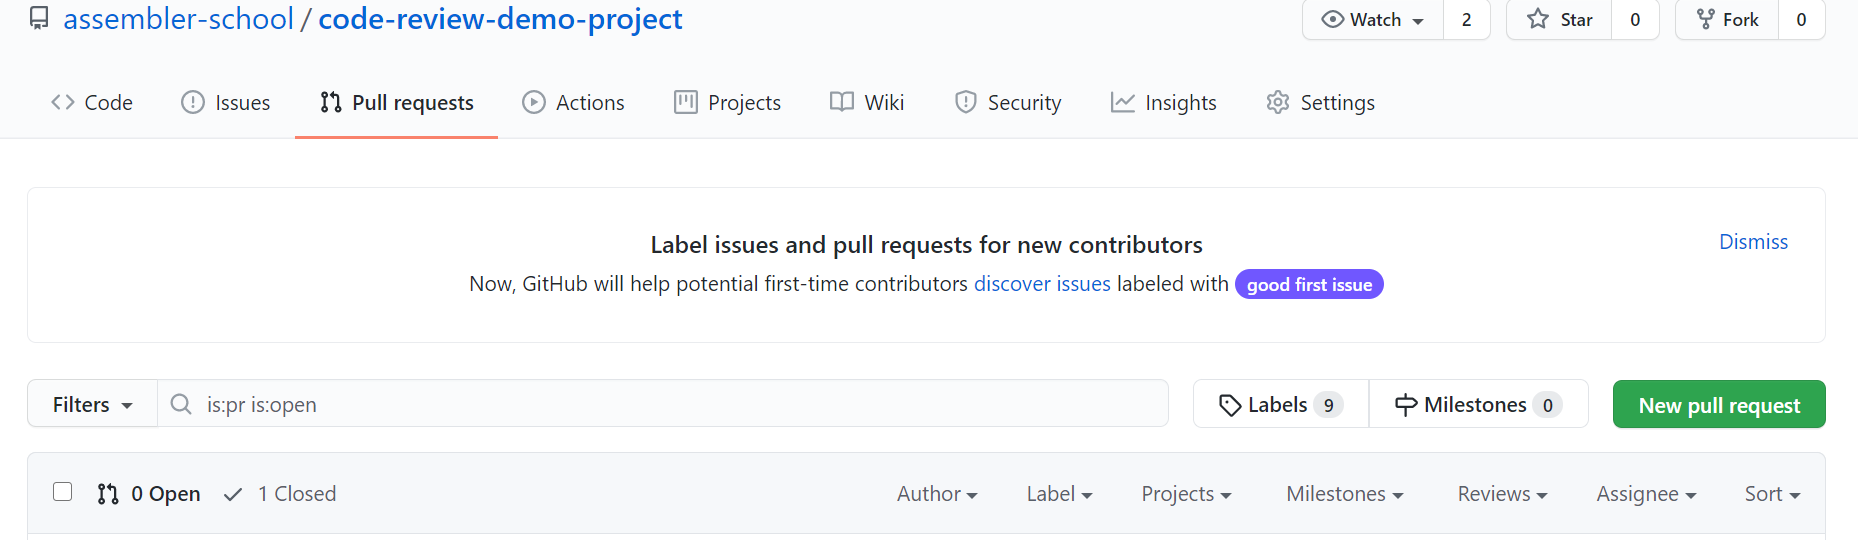 assembler-school / code-review-demo-project Watch 2 Star 0 Fork 0
Code Issues Pull requests Actions Projects Wiki Security Insights Settings
Label issues and pull requests for new contributors
Dismiss
Now, GitHub will help potential first-time contributors discover issues labeled with good first issue
Filters is:pr is:open Labels 9 Milestones 0 New pull request
0 Open 1 Closed Author Label Projects Milestones Reviews Assignee Sort